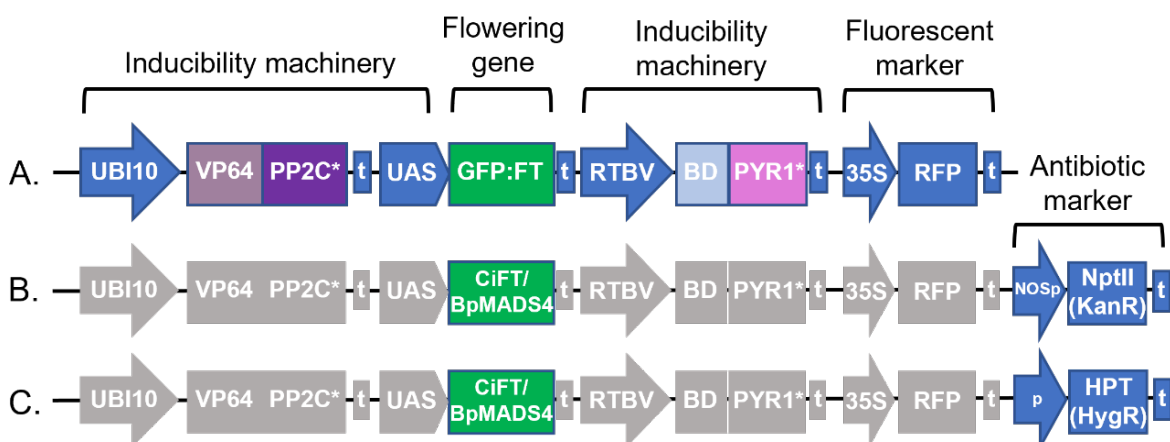 Inducibility machinery
Flowering
gene
Inducibility
machinery
Fluorescent
marker
A. UBI10 VP64 PP2C* t UAS GFP:FT t RTBV BD PYR1* t 35S RFP t
Antibiotic
marker
B. UBI10 VP64 PP2C* t UAS CiFT/
BpMADS4 t RTBV BD PYR1* t 35S RFP t NOSp NptII
(KanR) t
C. UBI10 VP64 PP2C* t UAS CiFT/
BpMADS4 t RTBV BD PYR1* t 35S RFP t p HPT
(HygR) t